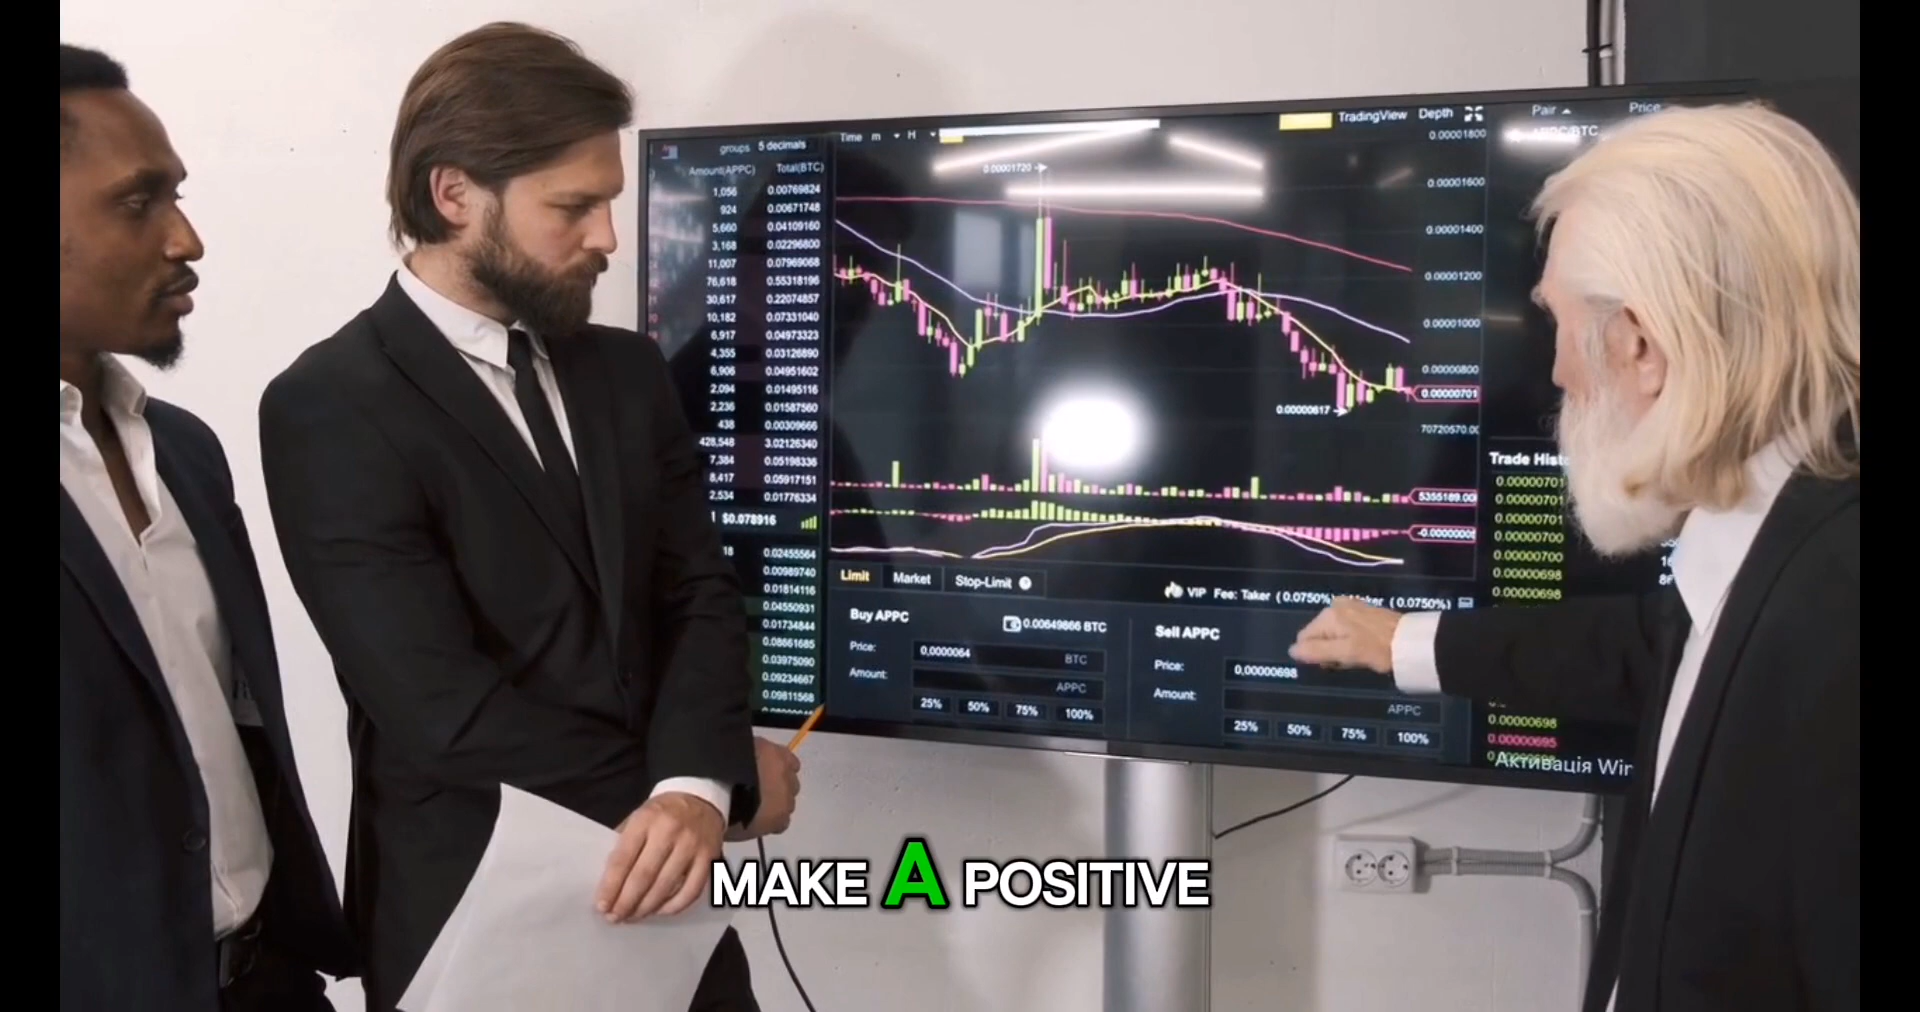 groups 5 decimals
Amount(APPC) Total(BTC)
1,056 0.00769824
924 0.00671748
5,660 0.04109160
3,168 0.02296800
11,007 0.07969068
76,618 0.55318196
30,617 0.22074857
10,182 0.07331040
6,917 0.04973323
4,355 0.03126890
6,906 0.04951602
2,094 0.01495116
2,236 0.01587560
438 0.00309666
428,548 3.02126340
7,384 0.05198336
8,417 0.05917151
2,534 0.01776334
$0.078916
18 0.02455564
0.00989740
0.01814116
0.04550931
0.01734844
0.08661685
0.03975090
0.09234667
0.09811568
Time m H
TradingView Depth
0.00001800
0.00001720
0.00001600
0.00001400
0.00001200
0.00001000
0.00000800
0.00000701
0.00000617
70720570.00
5355189.00
Limit Market Stop-Limit
VIP Fee: Taker (0.0750%) (0.0750%)
Buy APPC
0.00649866 BTC
Price: 0,0000064 BTC
Amount: APPC
25% 50% 75% 100%
Sell APPC
Price: 0,00000698
Amount: APPC
25% 50% 75% 100%
Pair Price
APPC/BTC
Trade
0.00000701
0.00000701
0.00000701
0.00000700
0.00000700
0.00000698
0.00000698
0.00000698
0.00000695
Активація
MAKE A POSITIVE